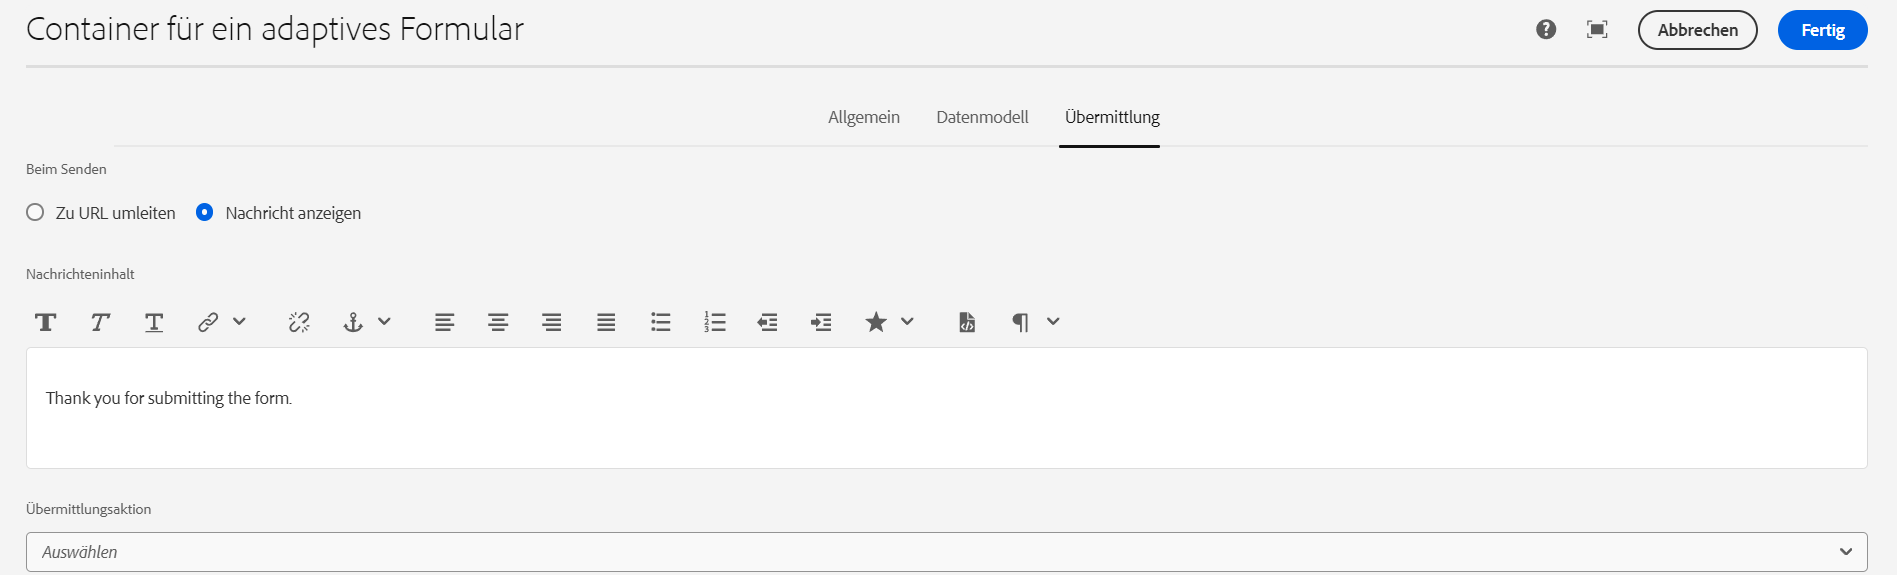 Container für ein adaptives Formular
Abbrechen
Fertig
Allgemein
Datenmodell
Übermittlung
Beim Senden
Zu URL umleiten
Nachricht anzeigen
Nachrichteninhalt
Thank you for submitting the form.
Übermittlungsaktion
Auswählen